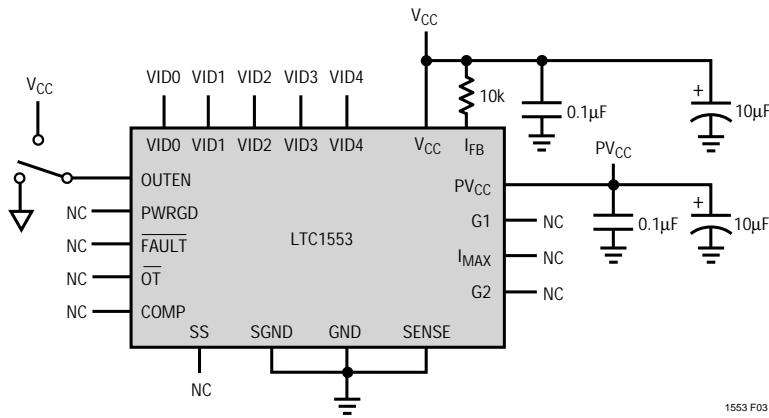 VCC
VCC
VID0 VID1 VID2 VID3 VID4
10k
0.1µF
+
10µF
VID0 VID1 VID2 VID3 VID4 VCC IFB
PVCC
OUTEN
PVCC
+
NC PWRGD
G1 NC
0.1µF
10µF
NC FAULT
LTC1553
IMAX NC
NC OT
G2 NC
NC COMP
SS SGND GND SENSE
NC
1553 F03